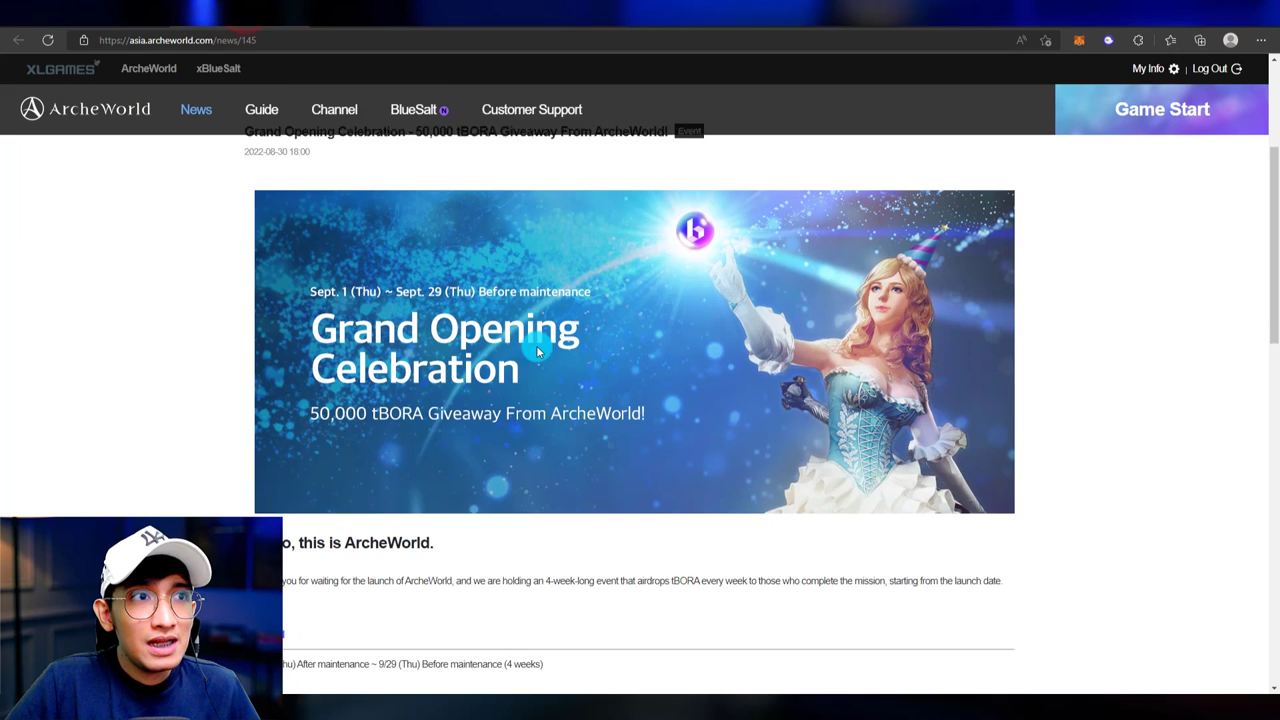 https://asia.archeworld.com/news/145
XLGAMES ArcheWorld xBlueSalt My Info | Log Out
ArcheWorld News Guide Channel BlueSalt N Customer Support Game Start
Grand Opening Celebration - 50,000 tBORA Giveaway From ArcheWorld! Event
2022-08-30 18:00
Sept. 1 (Thu) ~ Sept. 29 (Thu) Before maintenance
Grand Opening
Celebration
50,000 tBORA Giveaway From ArcheWorld!
o, this is ArcheWorld.
you for waiting for the launch of ArcheWorld, and we are holding an 4-week-long event that airdrops tBORA every week to those who complete the mission, starting from the launch date.
hu) After maintenance ~ 9/29 (Thu) Before maintenance (4 weeks)